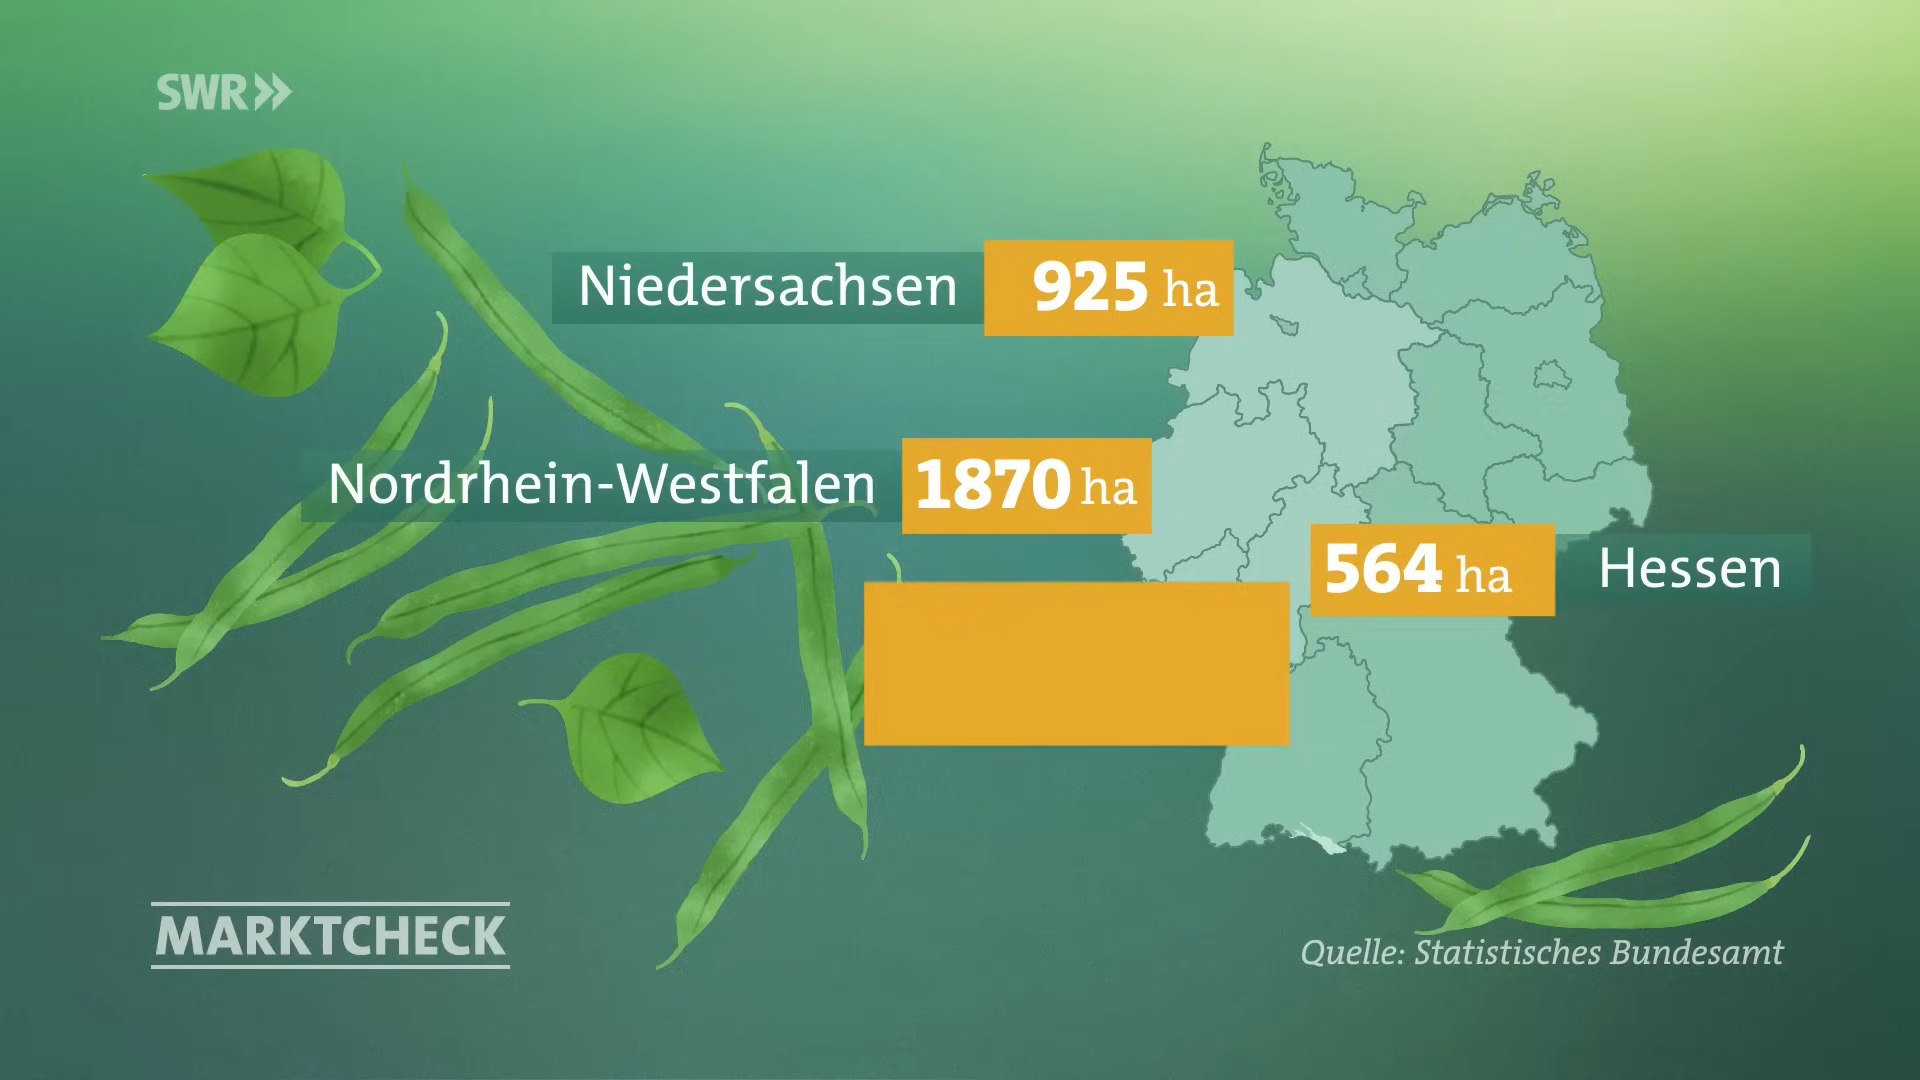 SWR
Niedersachsen 925 ha
Nordrhein-Westfalen 1870 ha
564 ha Hessen
MARKTCHECK
Quelle: Statistisches Bundesamt